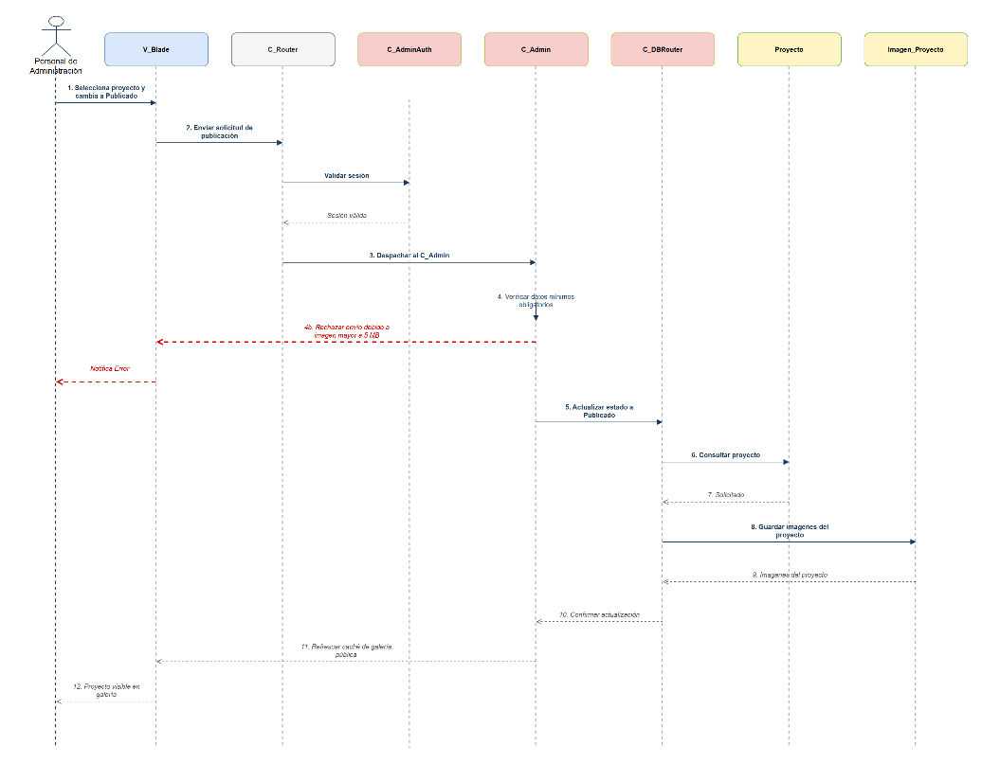 Personal de
Administración
V_Blade
C_Router
C_AdminAuth
C_Admin
C_DBRouter
Proyecto
Imagen_Proyecto
1. Selecciona proyecto y
cambia a Publicado
2. Enviar solicitud de
publicación
Validar sesión
Sesión válida
3. Despachar al C_Admin
4. Verificar datos mínimos
obligatorios
4b. Rechazar envío debido a
imagen mayor a 5 MB
Notifica Error
5. Actualizar estado a
Publicado
6. Consultar proyecto
7. Solicitado
8. Guardar imagenes del
proyecto
9. Imagenes del proyecto
10. Confirmar actualización
11. Refrescar caché de galería
pública
12. Proyecto visible en
galería